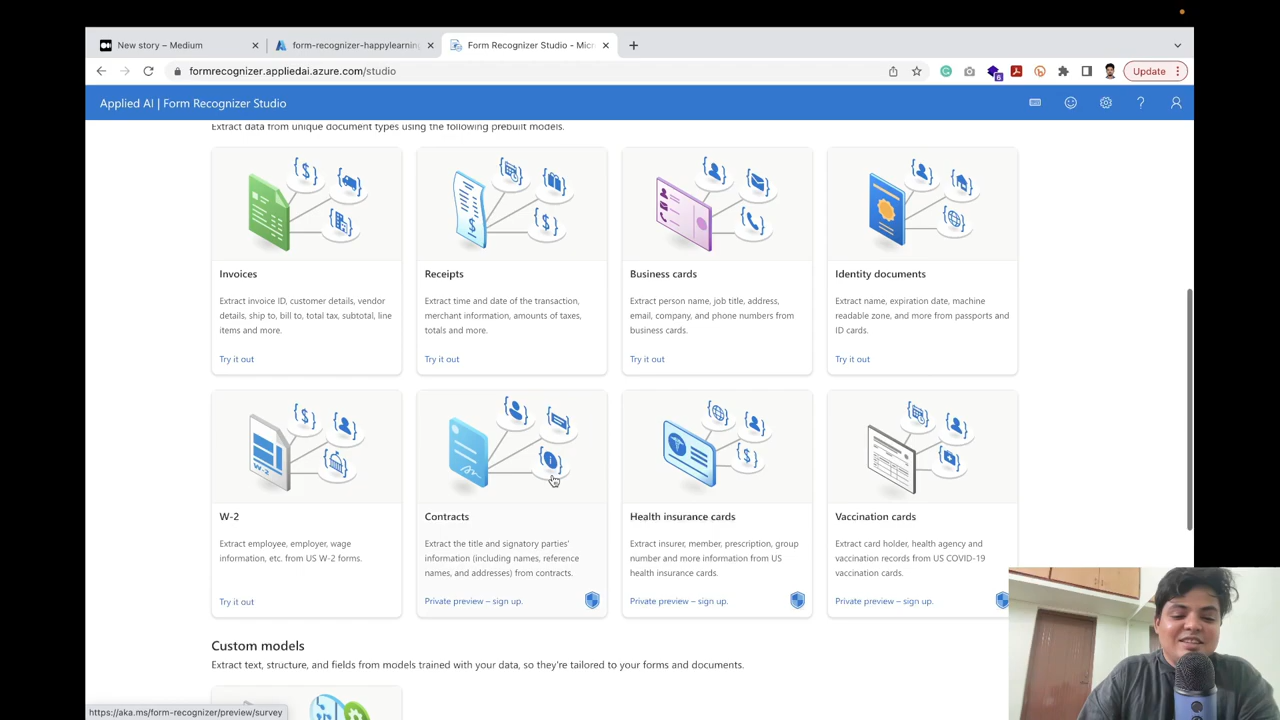 New story – Medium
form-recognizer-happylearning
Form Recognizer Studio - Micr
formrecognizer.appliedai.azure.com/studio
6
Update
Applied AI | Form Recognizer Studio
Extract data from unique document types using the following prebuilt models.
Invoices
Extract invoice ID, customer details, vendor
details, ship to, bill to, total tax, subtotal, line
items and more.
Try it out
Receipts
Extract time and date of the transaction,
merchant information, amounts of taxes,
totals and more.
Try it out
Business cards
Extract person name, job title, address,
email, company, and phone numbers from
business cards.
Try it out
Identity documents
Extract name, expiration date, machine
readable zone, and more from passports and
ID cards.
Try it out
W-2
W-2
Extract employee, employer, wage
information, etc. from US W-2 forms.
Try it out
Contracts
Extract the title and signatory parties'
information (including names, reference
names, and addresses) from contracts.
Private preview – sign up.
Health insurance cards
Extract insurer, member, prescription, group
number and more information from US
health insurance cards.
Private preview – sign up.
Vaccination cards
Extract card holder, health agency and
vaccination records from US COVID-19
vaccination cards.
Private preview – sign up.
Custom models
Extract text, structure, and fields from models trained with your data, so they're tailored to your forms and documents.
https://aka.ms/form-recognizer/preview/survey